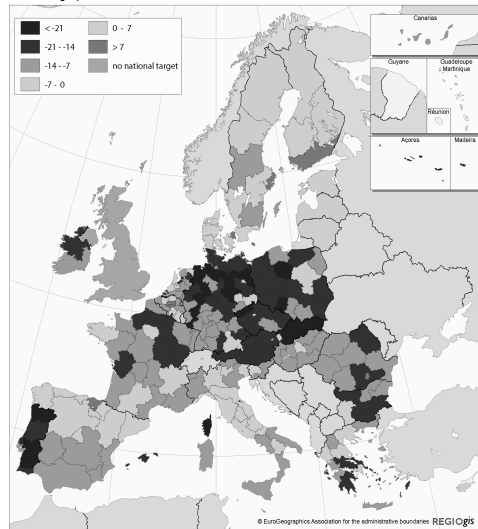 < -21
-21 - -14
-14 - -7
-7 - 0
0 - 7
> 7
no national target
Canarias
Guyane
Guadeloupe
Martinique
Réunion
Açores
Madeira
© EuroGeographics Association for the administrative boundaries
REGIOgis